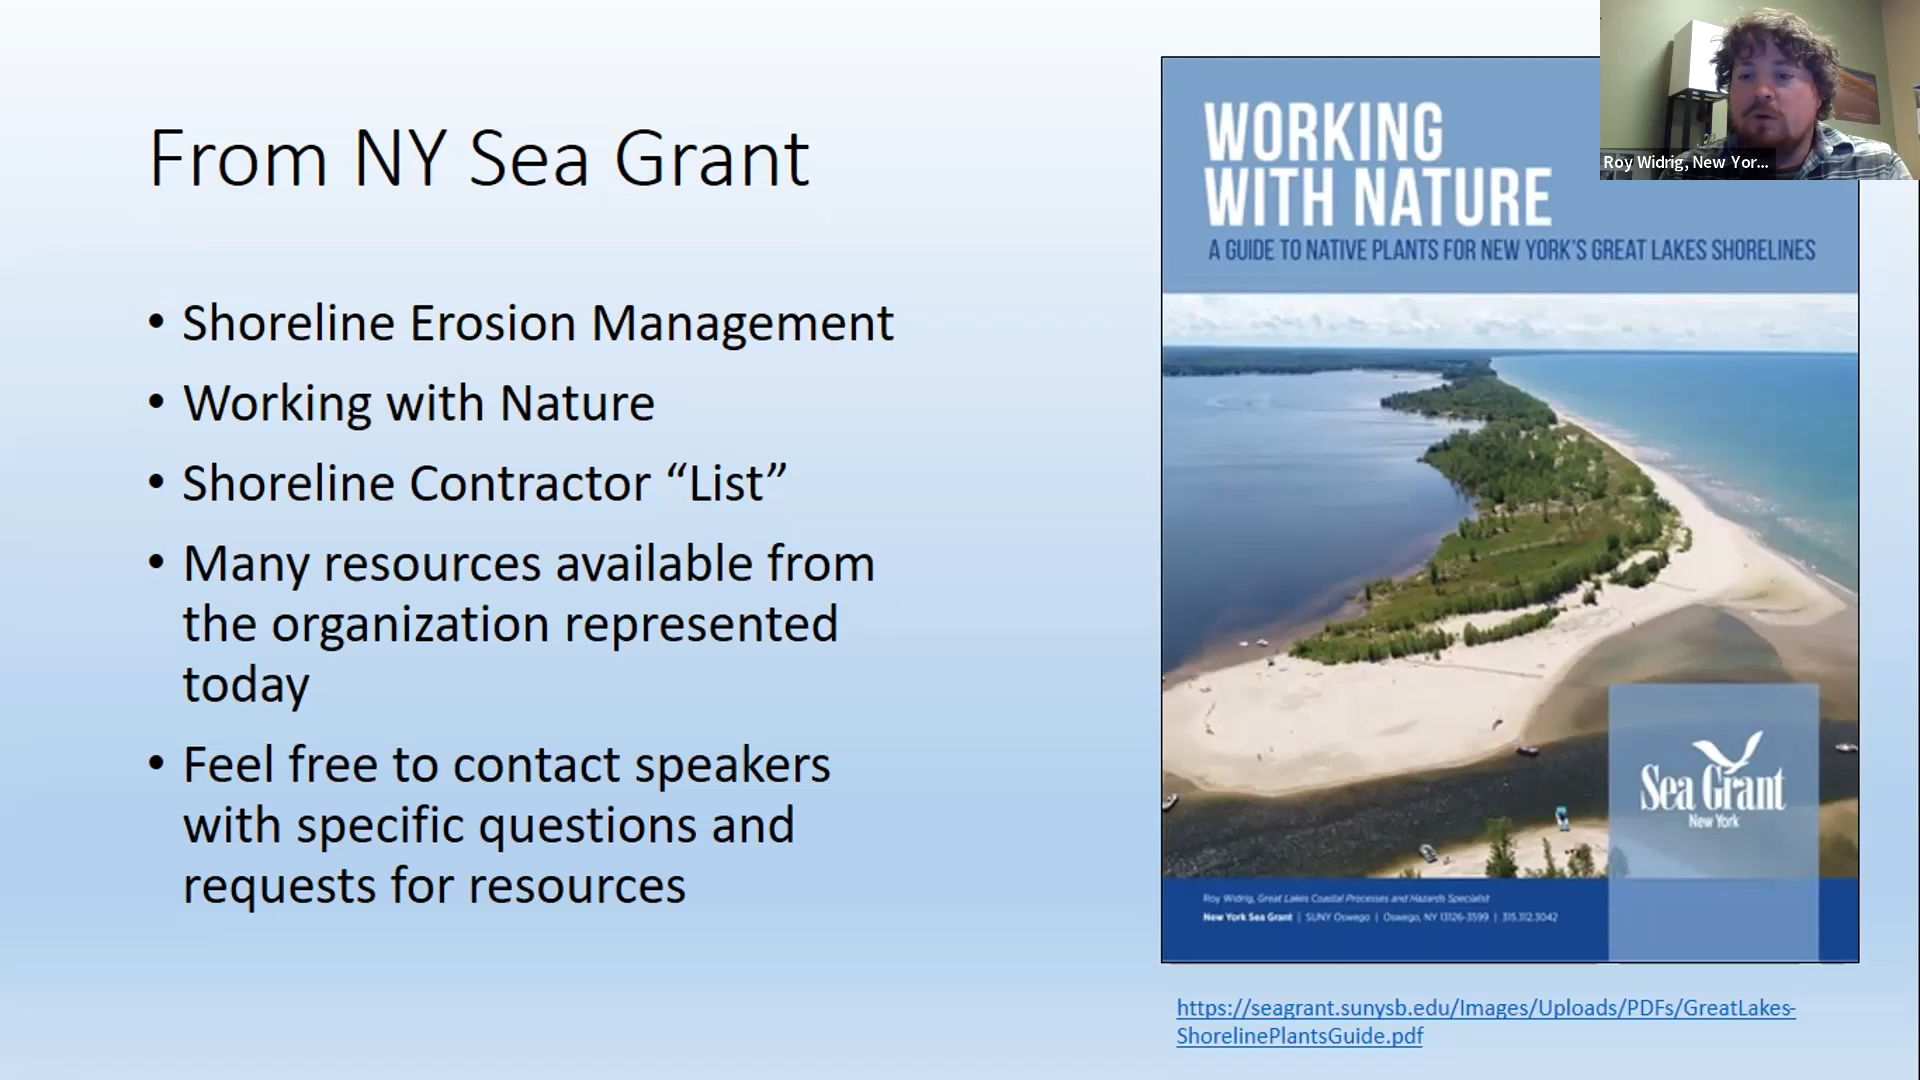 From NY Sea Grant
• Shoreline Erosion Management
• Working with Nature
• Shoreline Contractor “List”
• Many resources available from
the organization represented
today
• Feel free to contact speakers
with specific questions and
requests for resources
WORKING
WITH NATURE
A GUIDE TO NATIVE PLANTS FOR NEW YORK'S GREAT LAKES SHORELINES
Sea Grant
New York
Roy Widrig, Great Lakes Coastal Processes and Hazards Specialist
New York Sea Grant | SUNY Oswego | Oswego, NY 13126-3599 | 315.312.3042
https://seagrant.sunysb.edu/Images/Uploads/PDFs/GreatLakes-
ShorelinePlantsGuide.pdf
Roy Widrig, New Yor...